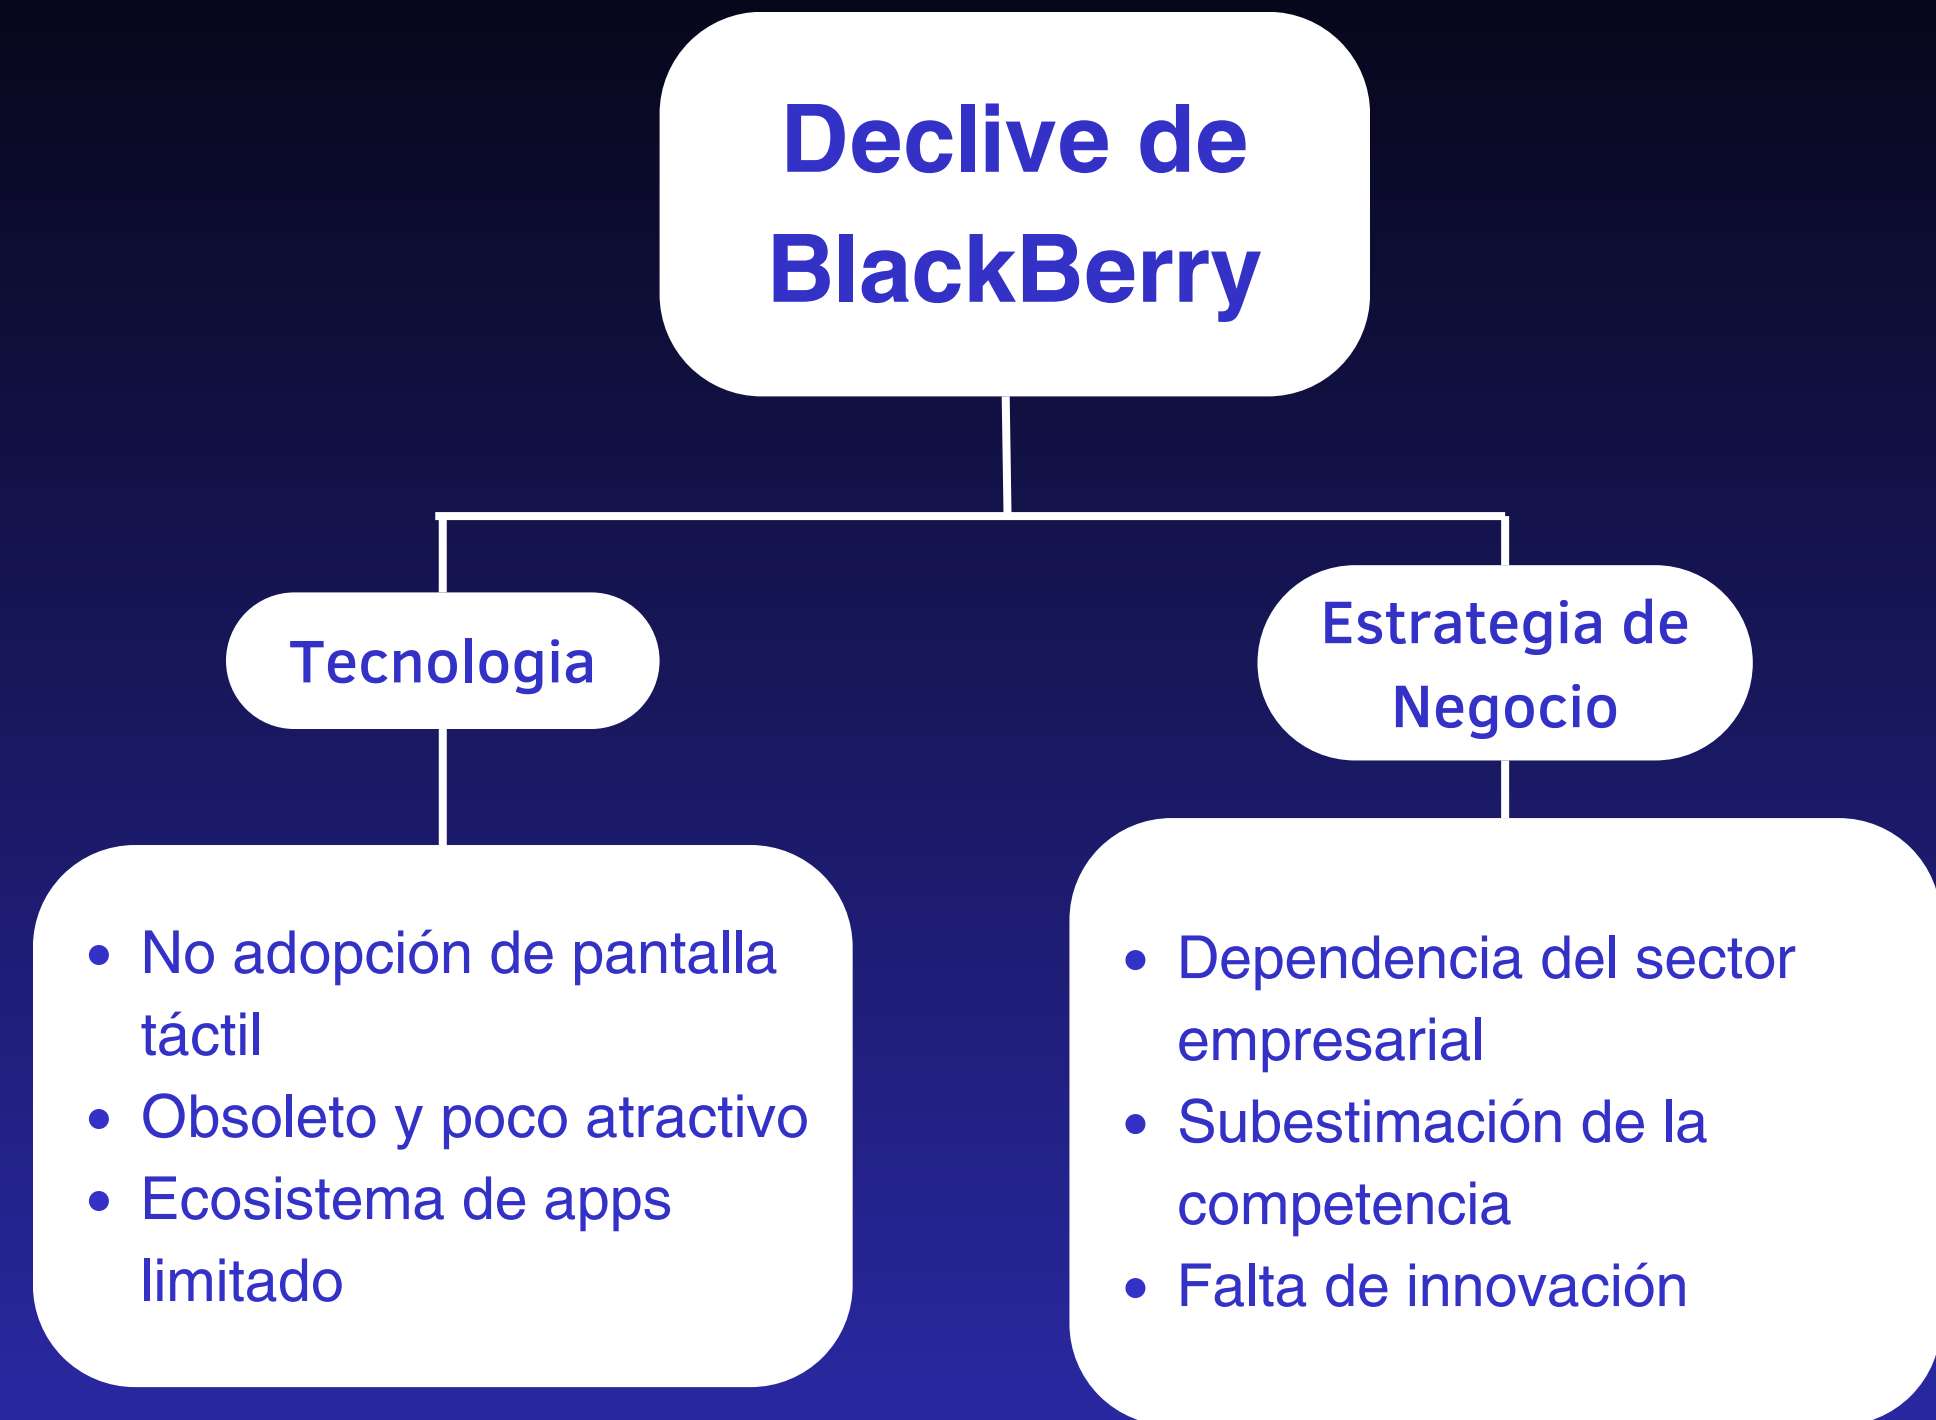 Declive de
BlackBerry
Tecnologia
Estrategia de
Negocio
• No adopción de pantalla
táctil
• Obsoleto y poco atractivo
• Ecosistema de apps
limitado
• Dependencia del sector
empresarial
• Subestimación de la
competencia
• Falta de innovación